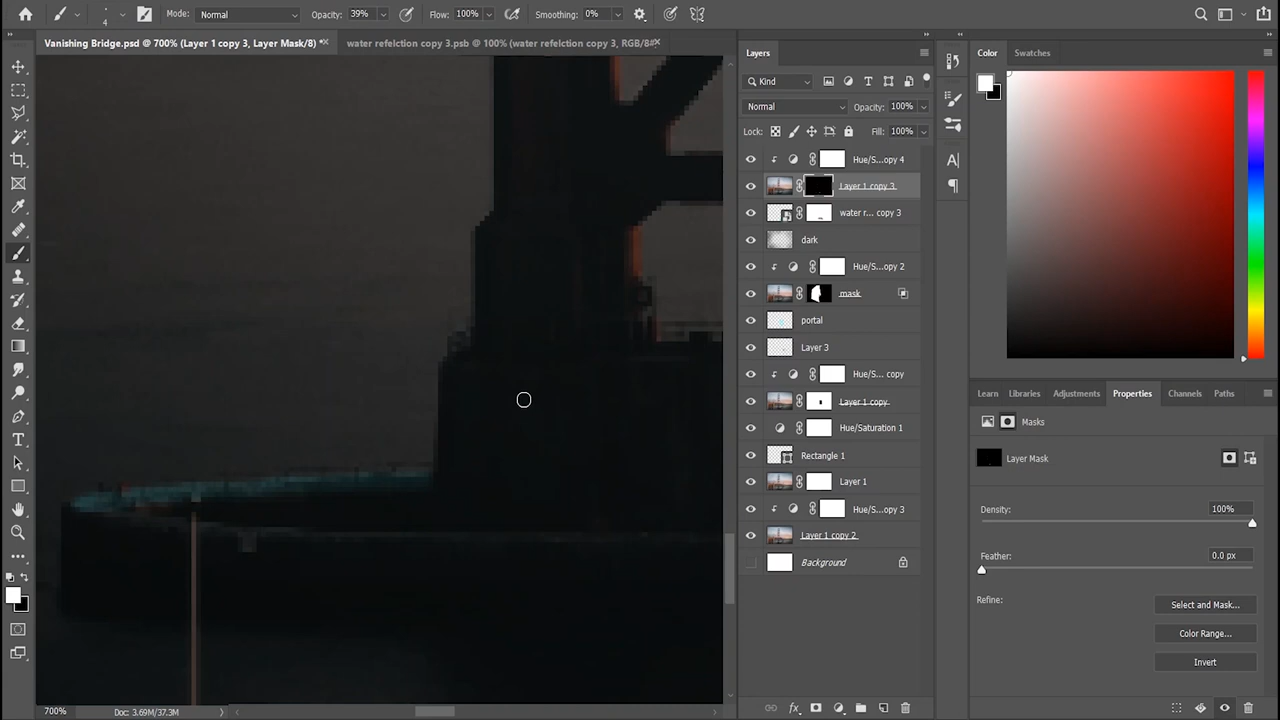 4 Mode: Normal Opacity: 39% Flow: 100% Smoothing: 0%
Vanishing Bridge.psd @ 700% (Layer 1 copy 3, Layer Mask/8) *
water refelction copy 3.psb @ 100% (water refelction copy 3, RGB/8#
Layers
Kind
Normal Opacity: 100%
Lock: Fill: 100%
Hue/S...opy 4
Layer 1 copy 3
water r... copy 3
dark
Hue/S...opy 2
mask
portal
Layer 3
Hue/S... copy
Layer 1 copy
Hue/Saturation 1
Rectangle 1
Layer 1
Hue/S...opy 3
Layer 1 copy 2
Background
fx
Color Swatches
Learn Libraries Adjustments Properties Channels Paths
Masks
Layer Mask
Density: 100%
Feather: 0.0 px
Refine: Select and Mask...
Color Range...
Invert
700% Doc: 3.69M/37.3M